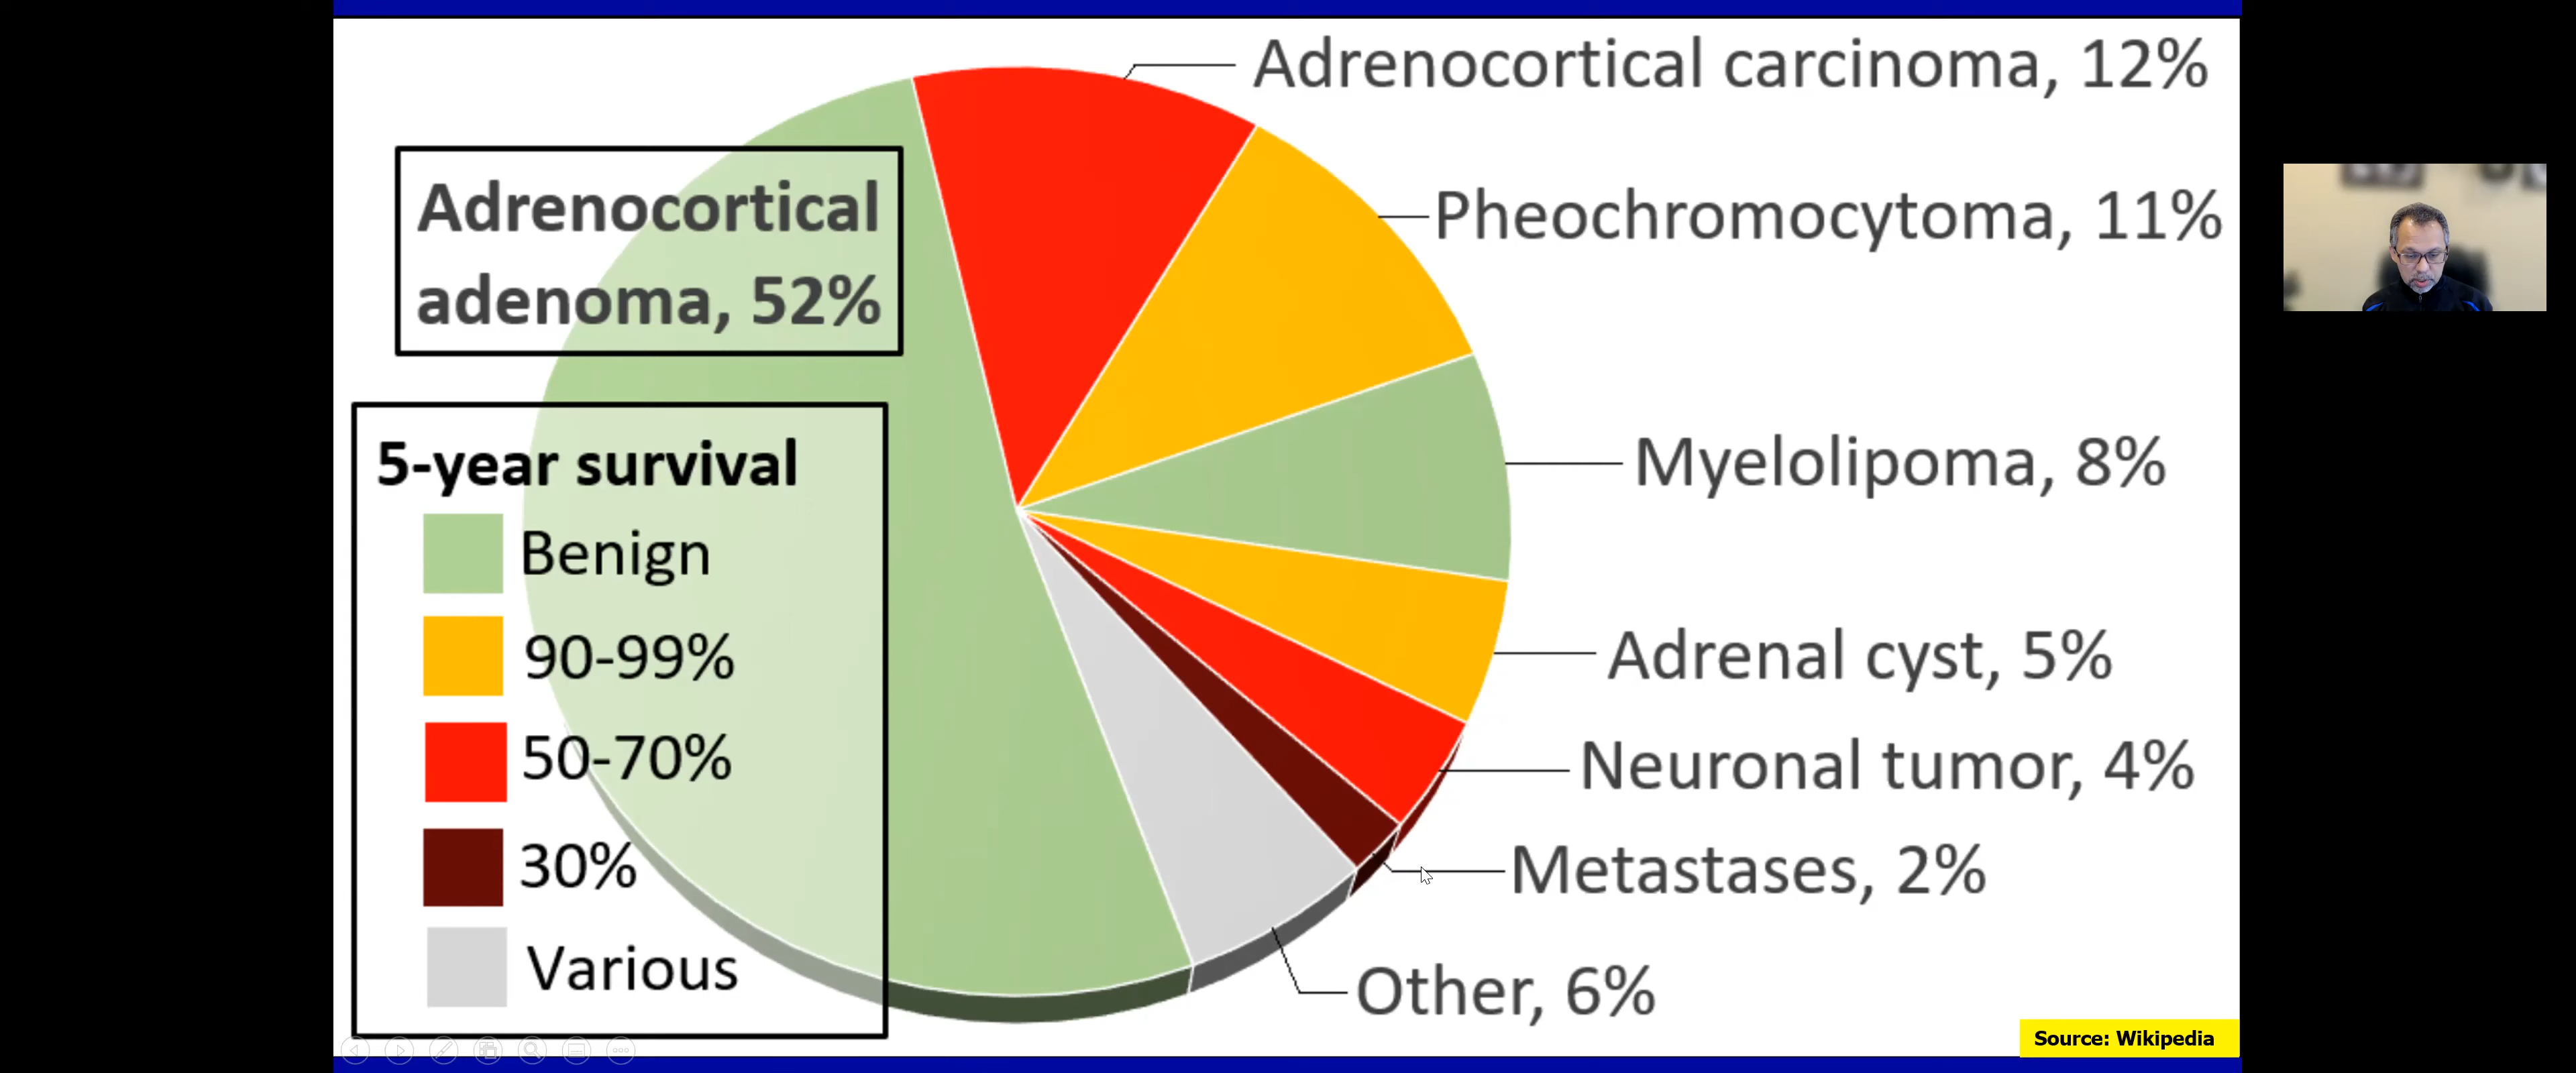 Adrenocortical carcinoma, 12%
Adrenocortical
adenoma, 52%
Pheochromocytoma, 11%
5-year survival
Benign
90-99%
50-70%
30%
Various
Myelolipoma, 8%
Adrenal cyst, 5%
Neuronal tumor, 4%
Metastases, 2%
Other, 6%
Source: Wikipedia